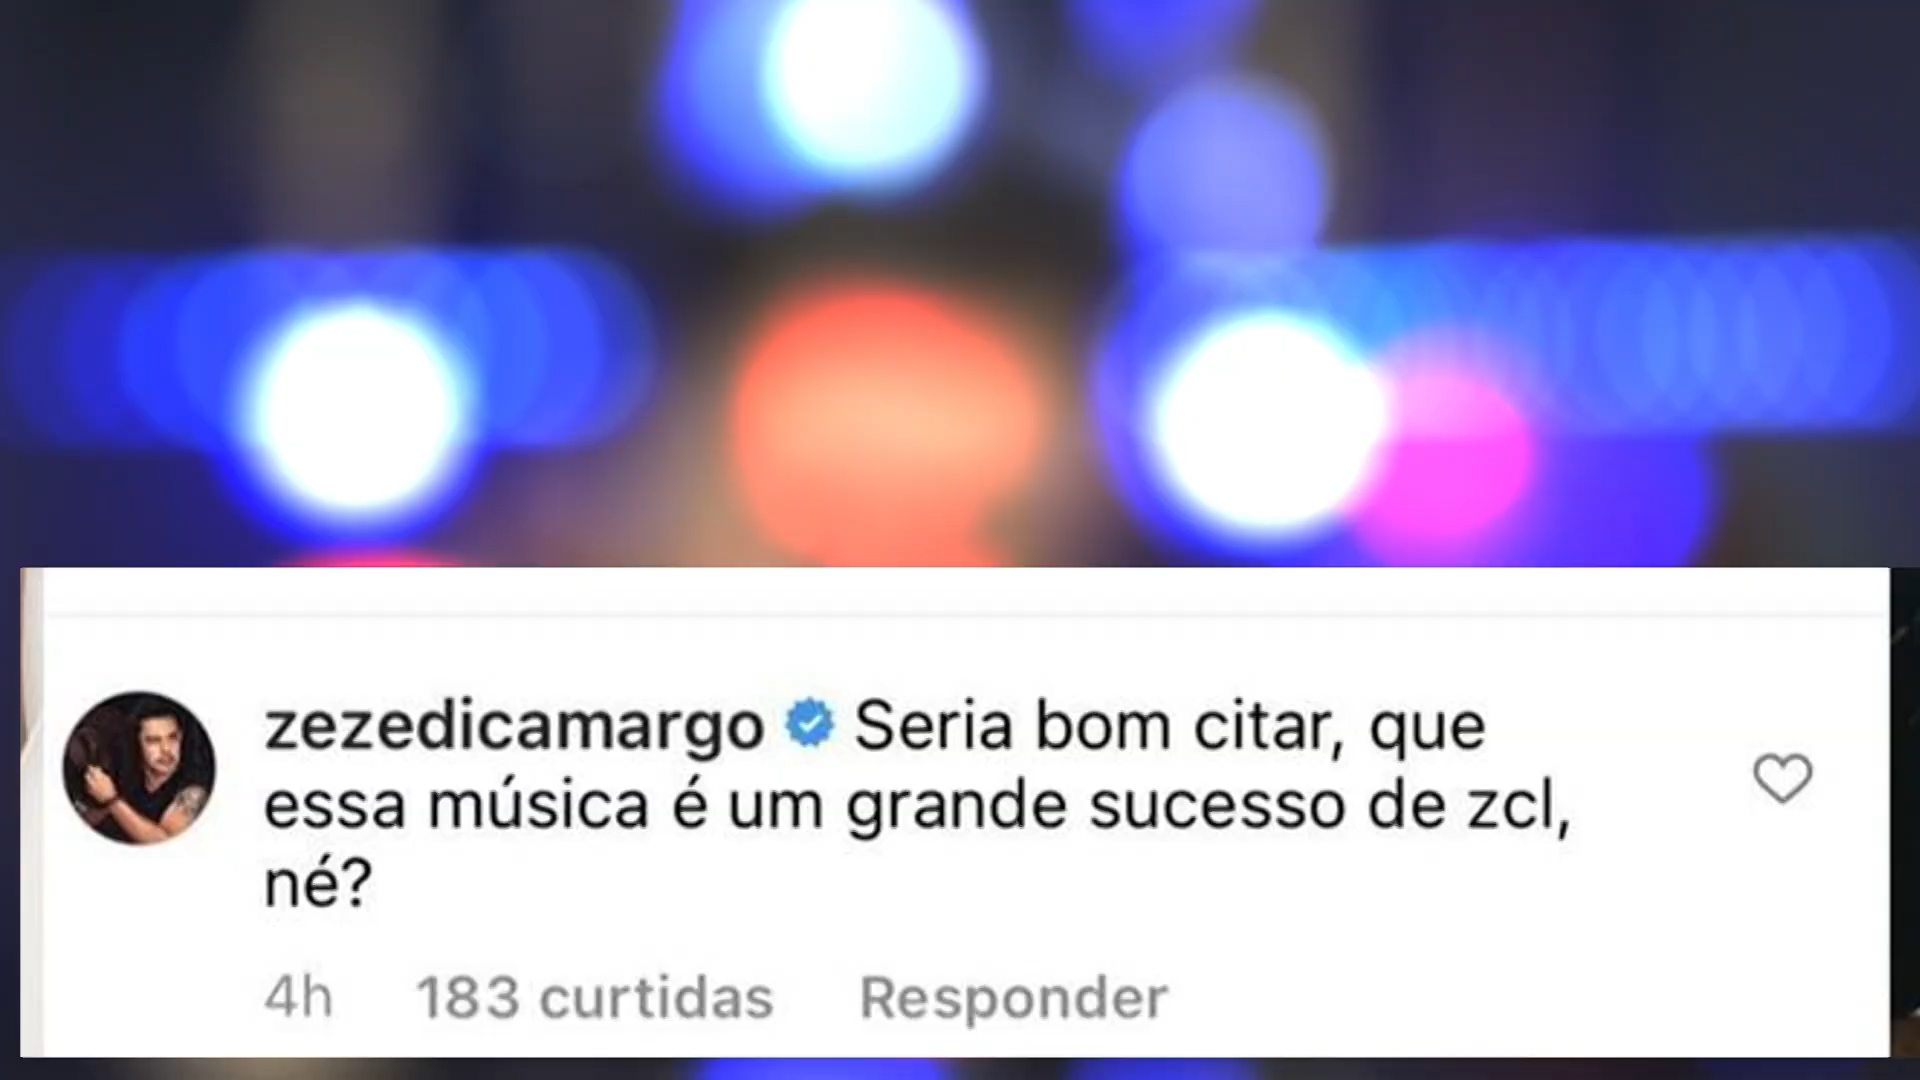 zezedicamargo Seria bom citar, que
essa música é um grande sucesso de zcl,
né?
4h 183 curtidas Responder